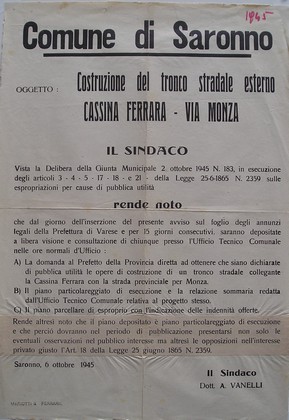 1945
Comune di Saronno
OGGETTO : Costruzione del tronco stradale esterno
CASSINA FERRARA - VIA MONZA
IL SINDACO
Vista la Delibera della Giunta Municipale 2 ottobre 1945 N. 183, in esecuzione
degli articoli 3 - 4 - 5 - 17 - 18 - e 21 - della Legge 25-6-1865 N. 2359 sulle
espropriazioni per cause di pubblica utilità
rende noto
che dal giorno dell'inserzione del presente avviso sul foglio degli annunzi
legali della Prefettura di Varese e per 15 giorni consecutivi, saranno depositate
a libera visione e consultazione di chiunque presso l'Ufficio Tecnico Comunale
nelle ore normali d'Ufficio :
A) La domanda al Prefetto della Provincia diretta ad ottenere che siano dichiarate
di pubblica utilità le opere di costruzione di un tronco stradale collegante
la Cassina Ferrara con la strada provinciale per Monza.
B) Il piano particolareggiato di esecuzione e la relazione sommaria redatta
dall'Ufficio Tecnico Comunale relativa al progetto stesso.
C) Il piano parcellare di esproprio con l'indicazione delle indennità offerte.
Rende altresì noto che il piano depositato è piano particolareggiato di esecuzione
e che perciò dovranno nel periodo di pubblicazione presentarsi non solo le
eventuali osservazioni nel pubblico interesse ma altresì le opposizioni nell'interesse
privato giusto l'Art. 18 della Legge 25 giugno 1865 N. 2359.
Saronno, 6 ottobre 1945
Il Sindaco
Dott. A. VANELLI